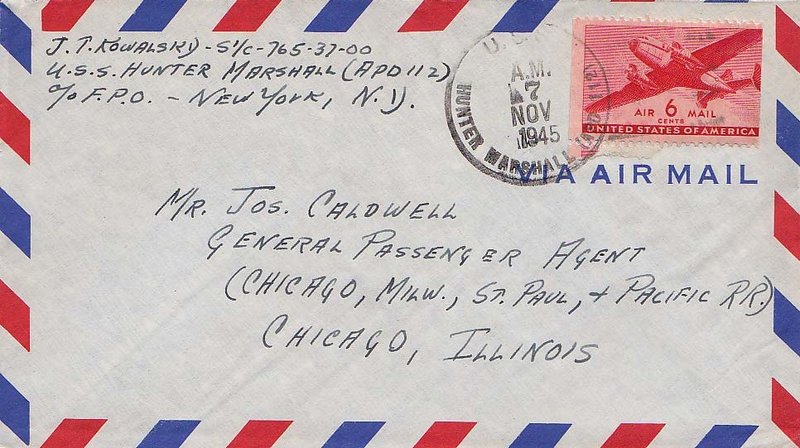 J. T. KOWALSKY - S1/C - 765-37-00
U.S.S. HUNTER MARSHALL (APD112)
c/o F.P.O. - NEW YORK, N.Y.
U.S.
A.M.
7
NOV
1945
HUNTER MARSHALL (APD 112)
AIR 6 MAIL
CENTS
UNITED STATES OF AMERICA
VIA AIR MAIL
MR. JOS. CALDWELL
GENERAL PASSENGER AGENT
(CHICAGO, MILW., ST. PAUL, + PACIFIC RR.)
CHICAGO, ILLINOIS